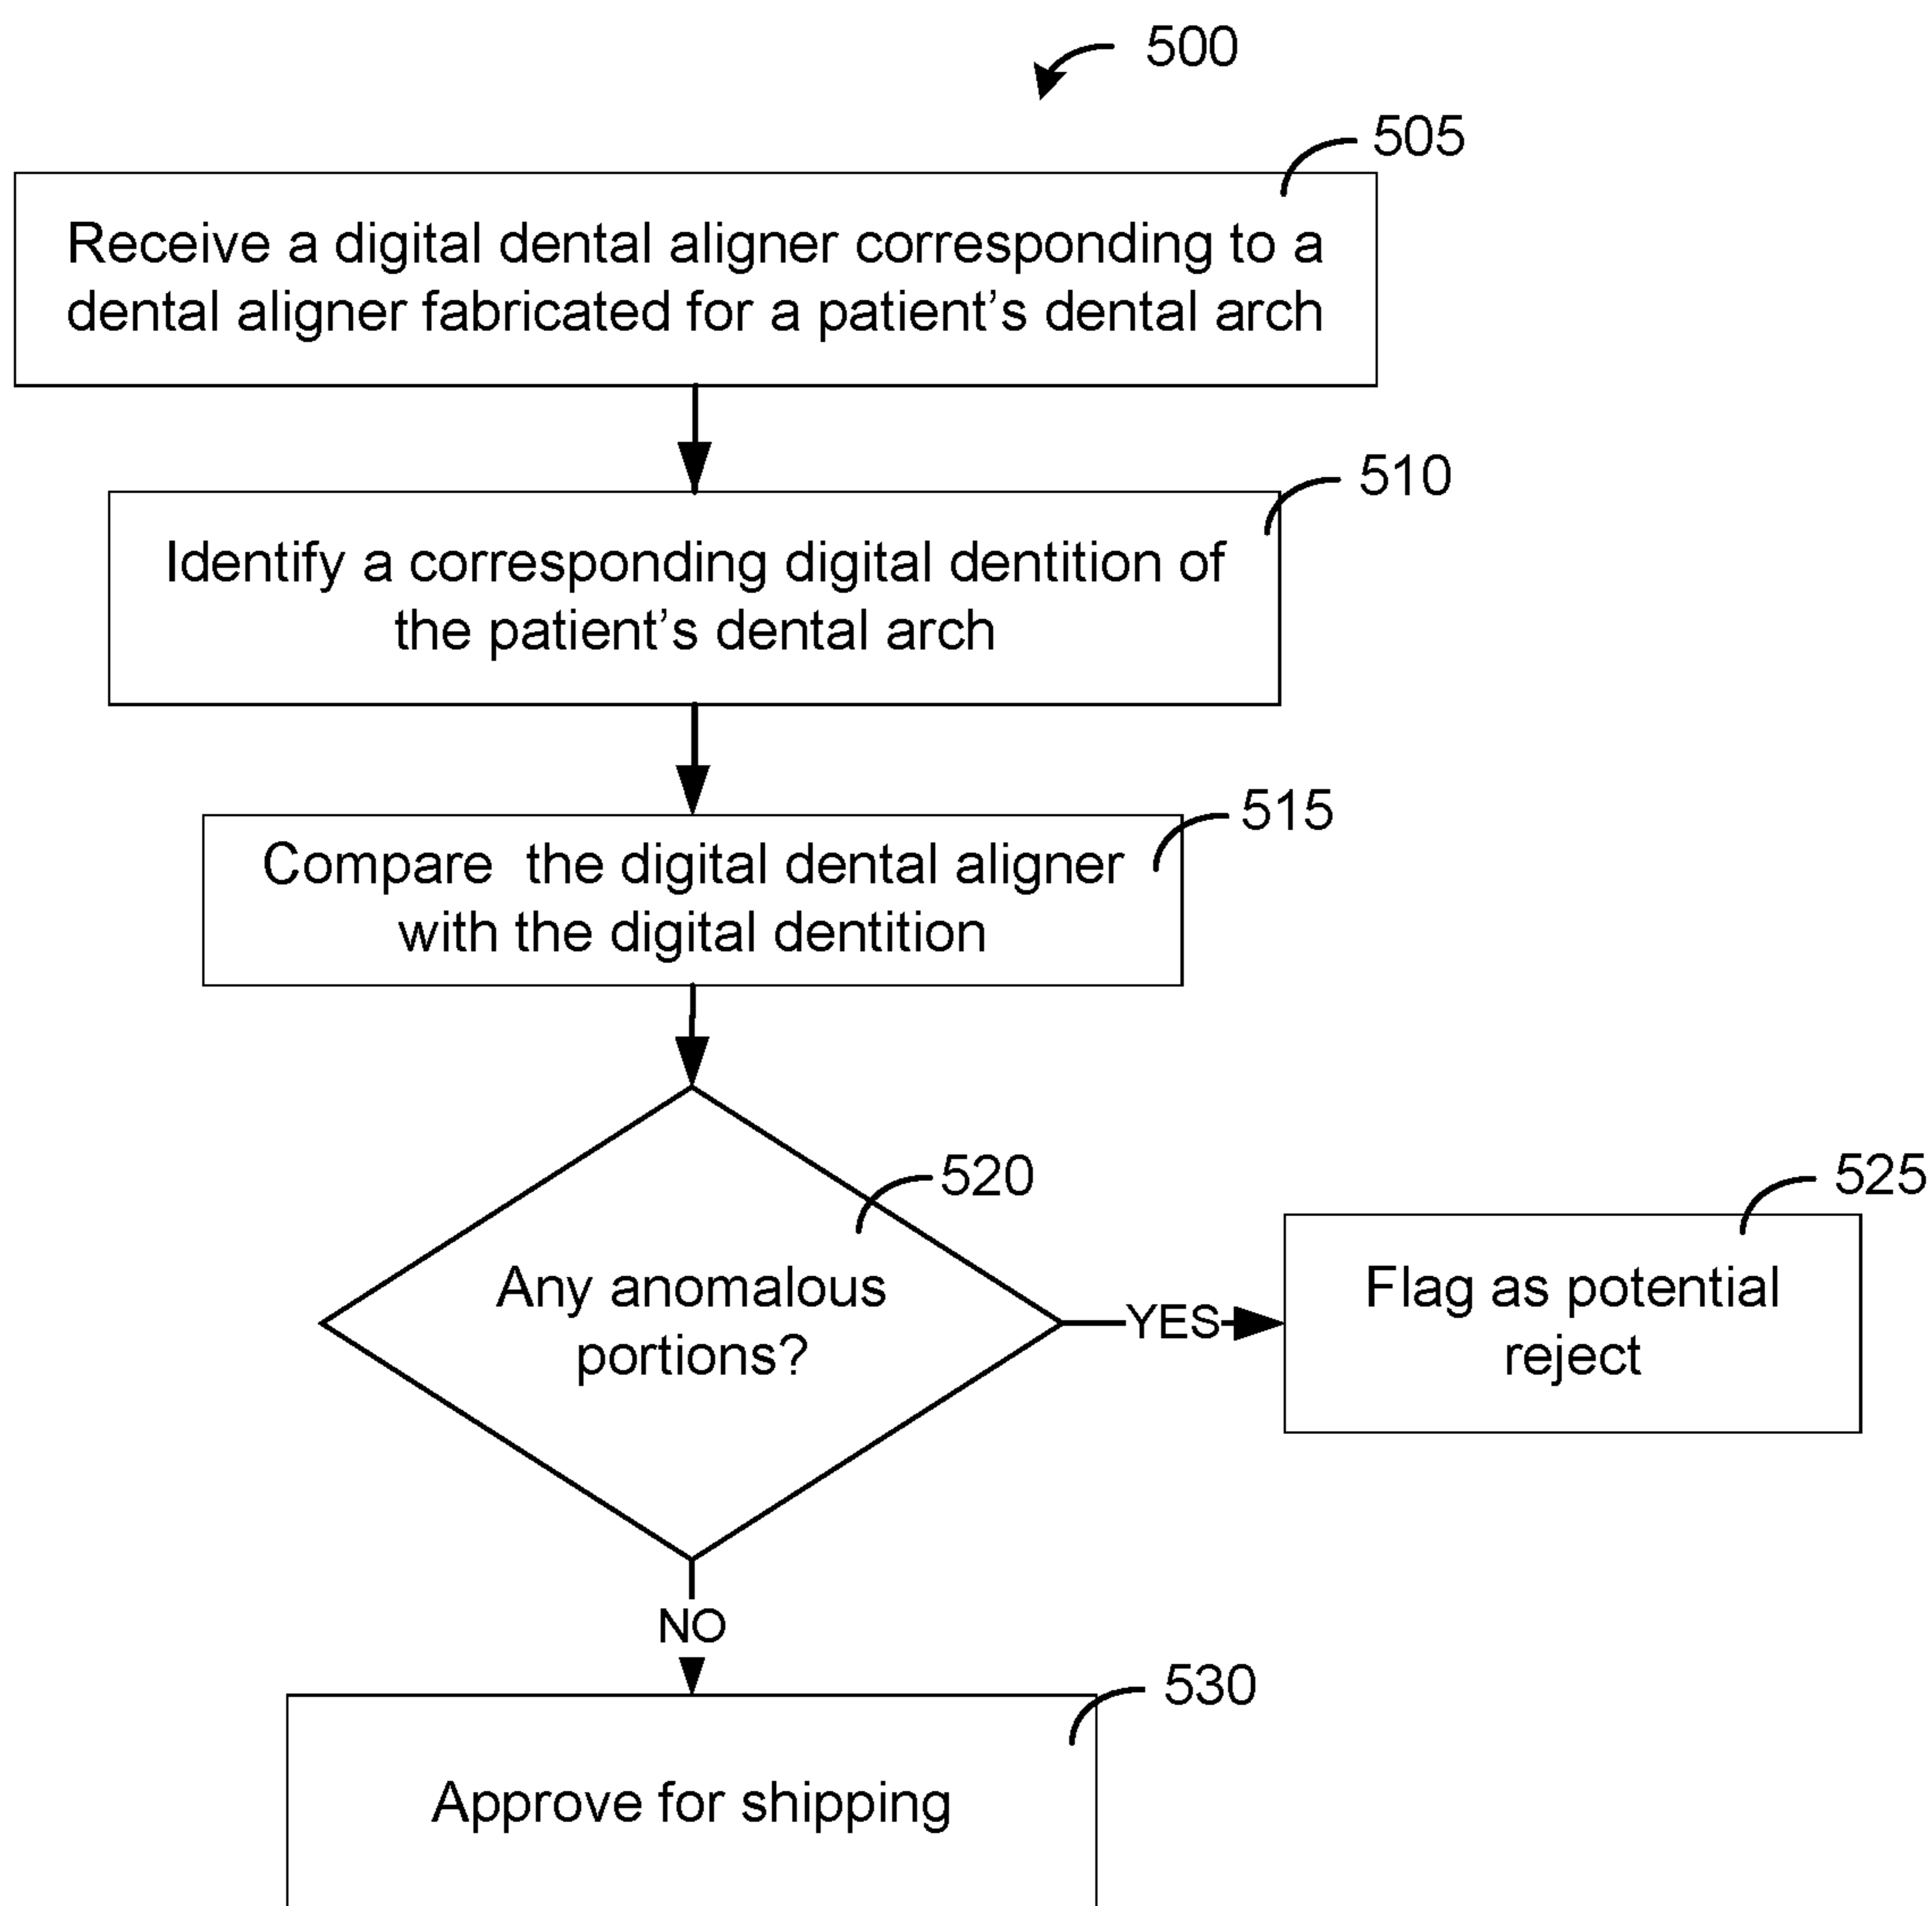 500
505
Receive a digital dental aligner corresponding to a
dental aligner fabricated for a patient’s dental arch
510
Identify a corresponding digital dentition of
the patient’s dental arch
515
Compare the digital dental aligner
with the digital dentition
520
Any anomalous
portions?
YES
525
Flag as potential
reject
NO
530
Approve for shipping